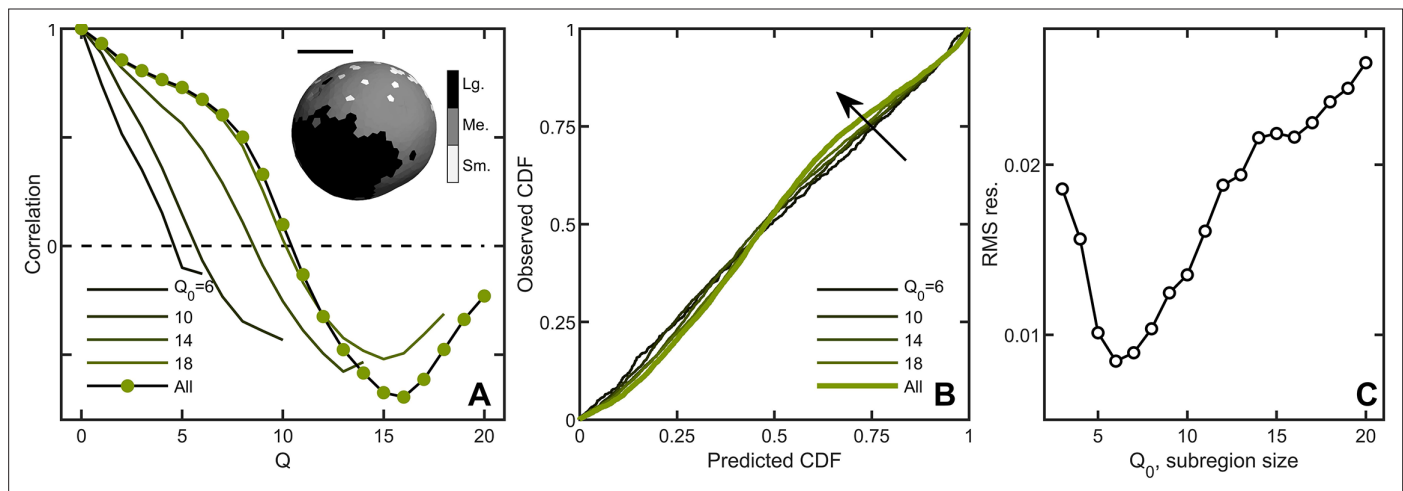 1
0
Correlation
Lg.
Me.
Sm.
Q₀=6
10
14
18
All
A
0
5
10
15
20
Q
1
0.75
0.5
0.25
0
Observed CDF
Q₀=6
10
14
18
All
B
0
0.25
0.5
0.75
1
Predicted CDF
0.02
0.01
RMS res.
C
5
10
15
20
Q₀, subregion size